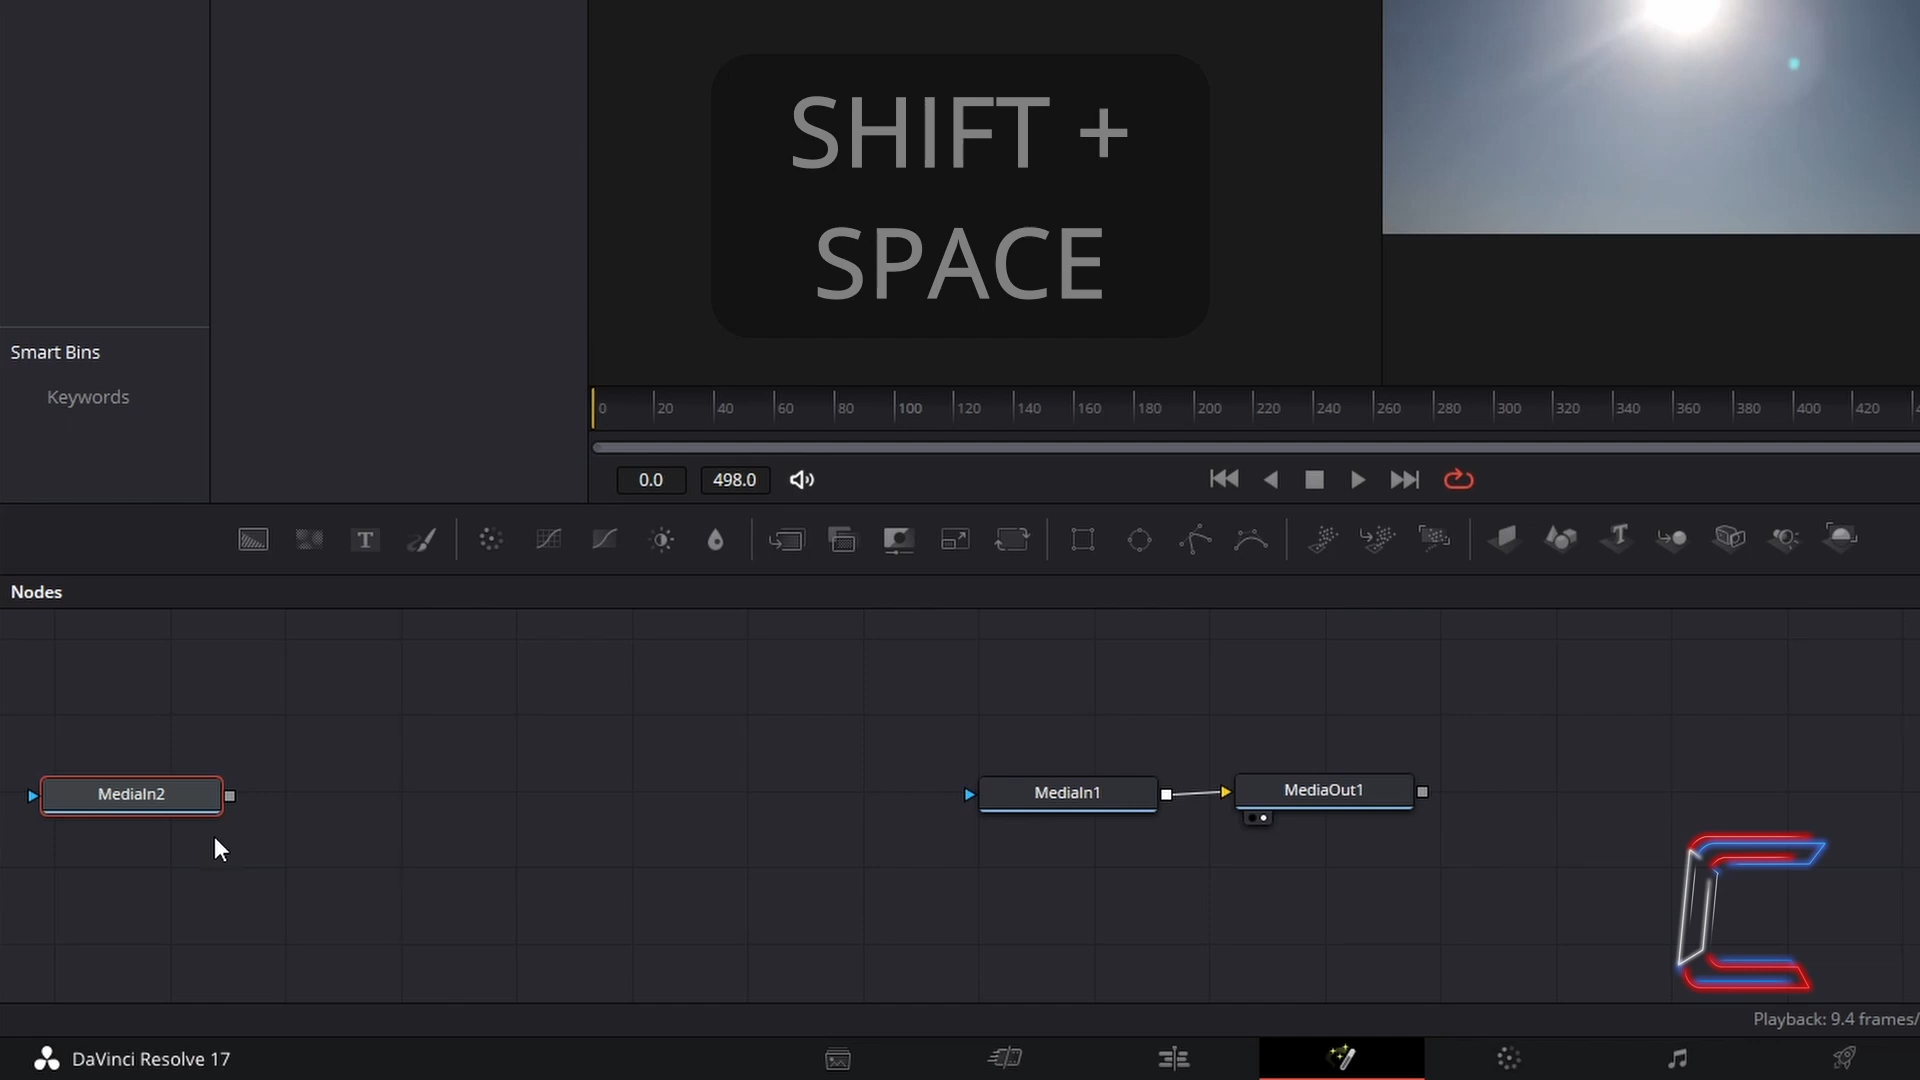 SHIFT +
SPACE
Smart Bins
Keywords
0 20 40 60 80 100 120 140 160 180 200 220 240 260 280 300 320 340 360 380 400 420
0.0 498.0
T
T
Nodes
MediaIn2
MediaIn1
MediaOut1
Playback: 9.4 frames/
DaVinci Resolve 17